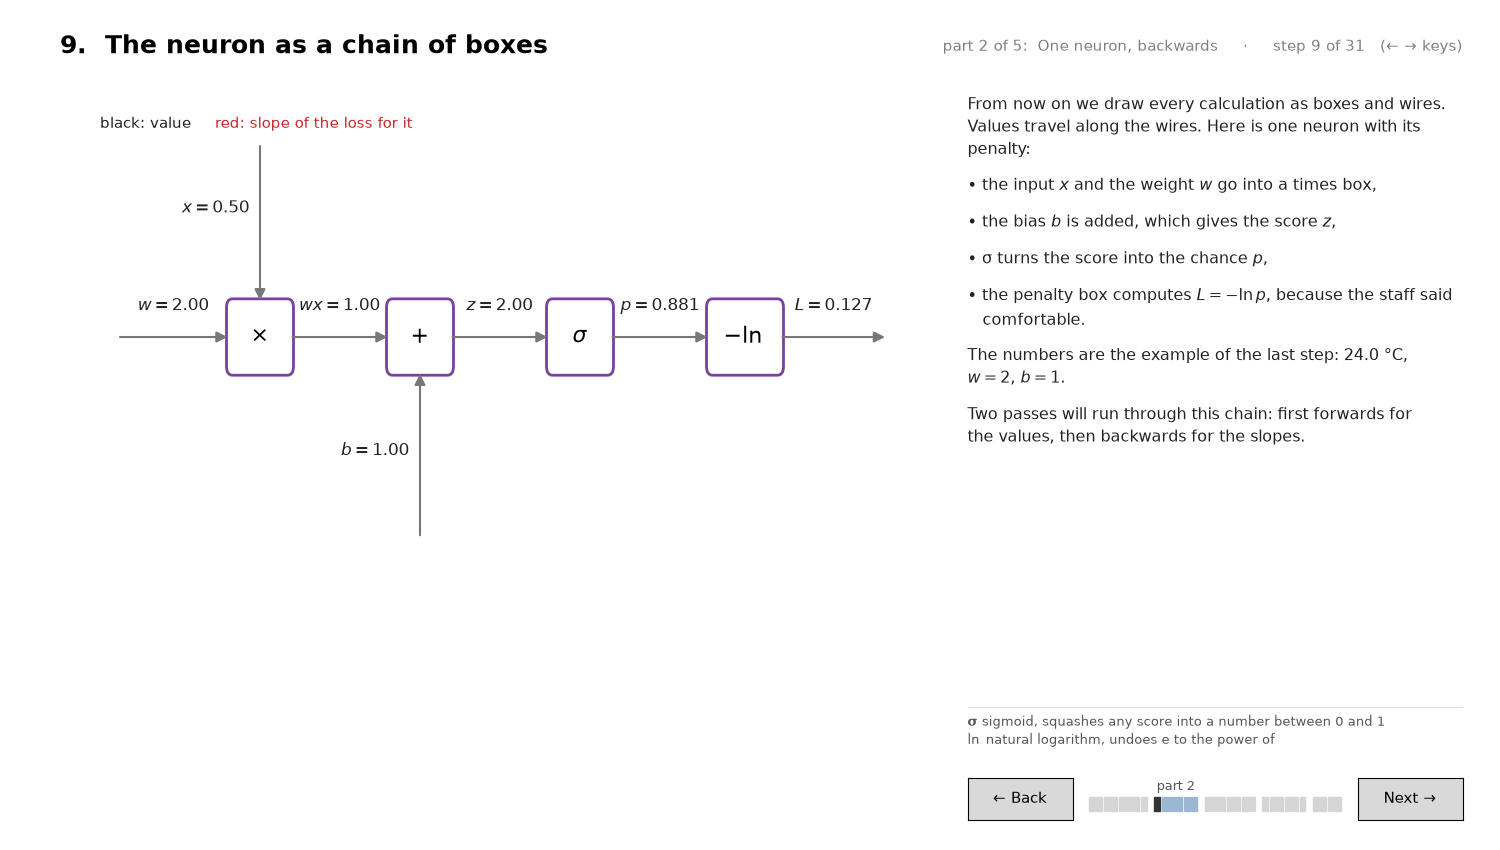 9. The neuron as a chain of boxes
part 2 of 5: One neuron, backwards · step 9 of 31 (← → keys)
black: value red: slope of the loss for it
x = 0.50
w = 2.00
×
wx = 1.00
+
z = 2.00
σ
p = 0.881
−ln
L = 0.127
b = 1.00
From now on we draw every calculation as boxes and wires.
Values travel along the wires. Here is one neuron with its
penalty:
• the input x and the weight w go into a times box,
• the bias b is added, which gives the score z,
• σ turns the score into the chance p,
• the penalty box computes L = −ln p, because the staff said
comfortable.
The numbers are the example of the last step: 24.0 °C,
w = 2, b = 1.
Two passes will run through this chain: first forwards for
the values, then backwards for the slopes.
σ sigmoid, squashes any score into a number between 0 and 1
ln natural logarithm, undoes e to the power of
← Back
part 2
Next →